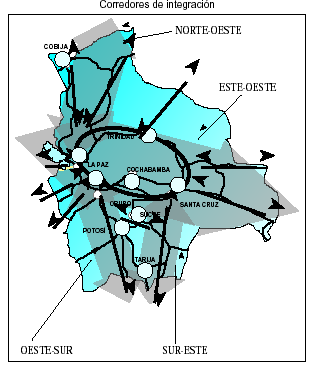 Corredores de integración
NORTE-OESTE
COBIJA
ESTE-OESTE
TRINIDAD
LA PAZ
COCHABAMBA
ORURO
SANTA CRUZ
SUCRE
POTOSÍ
TARIJA
OESTE-SUR
SUR-ESTE